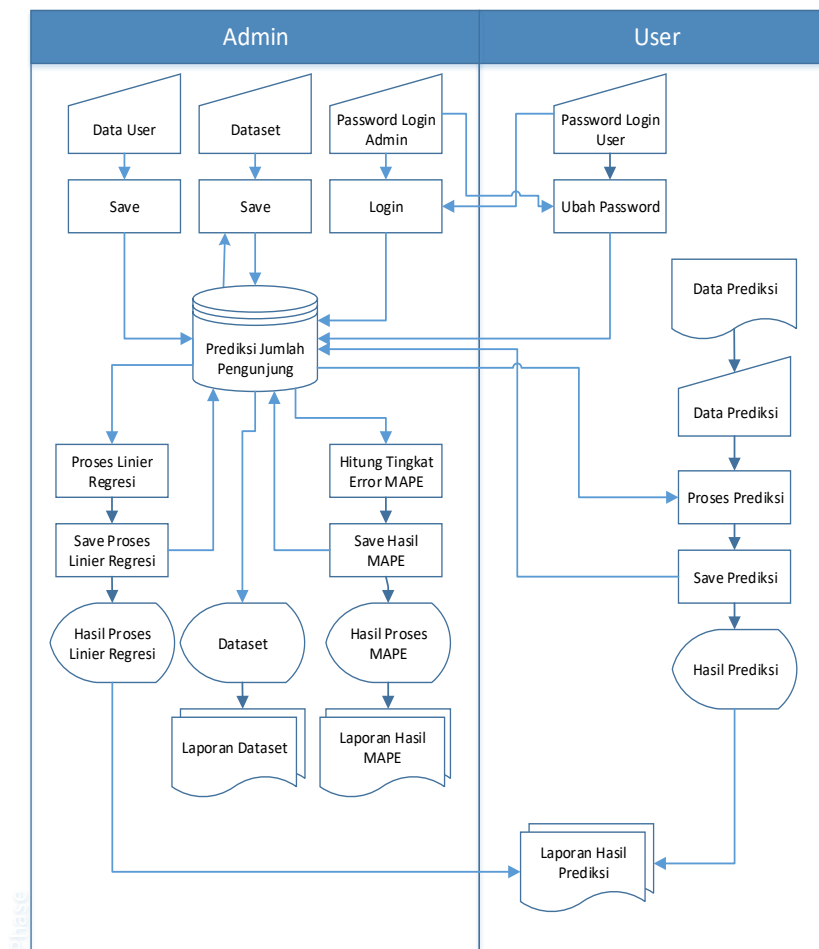 Admin
User
Data User
Dataset
Password Login
Admin
Password Login
User
Save
Save
Login
Ubah Password
Data Prediksi
Prediksi Jumlah
Pengunjung
Data Prediksi
Proses Linier
Regresi
Hitung Tingkat
Error MAPE
Proses Prediksi
Save Proses
Linier Regresi
Save Hasil
MAPE
Save Prediksi
Hasil Proses
Linier Regresi
Dataset
Hasil Proses
MAPE
Hasil Prediksi
Laporan Dataset
Laporan Hasil
MAPE
Laporan Hasil
Prediksi
Phase